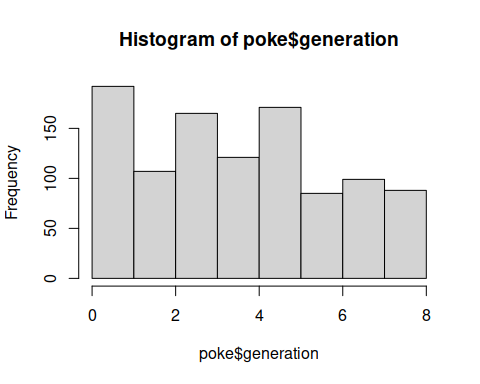 Histogram of poke$generation
Frequency
0 50 100 150
0 2 4 6 8
poke$generation